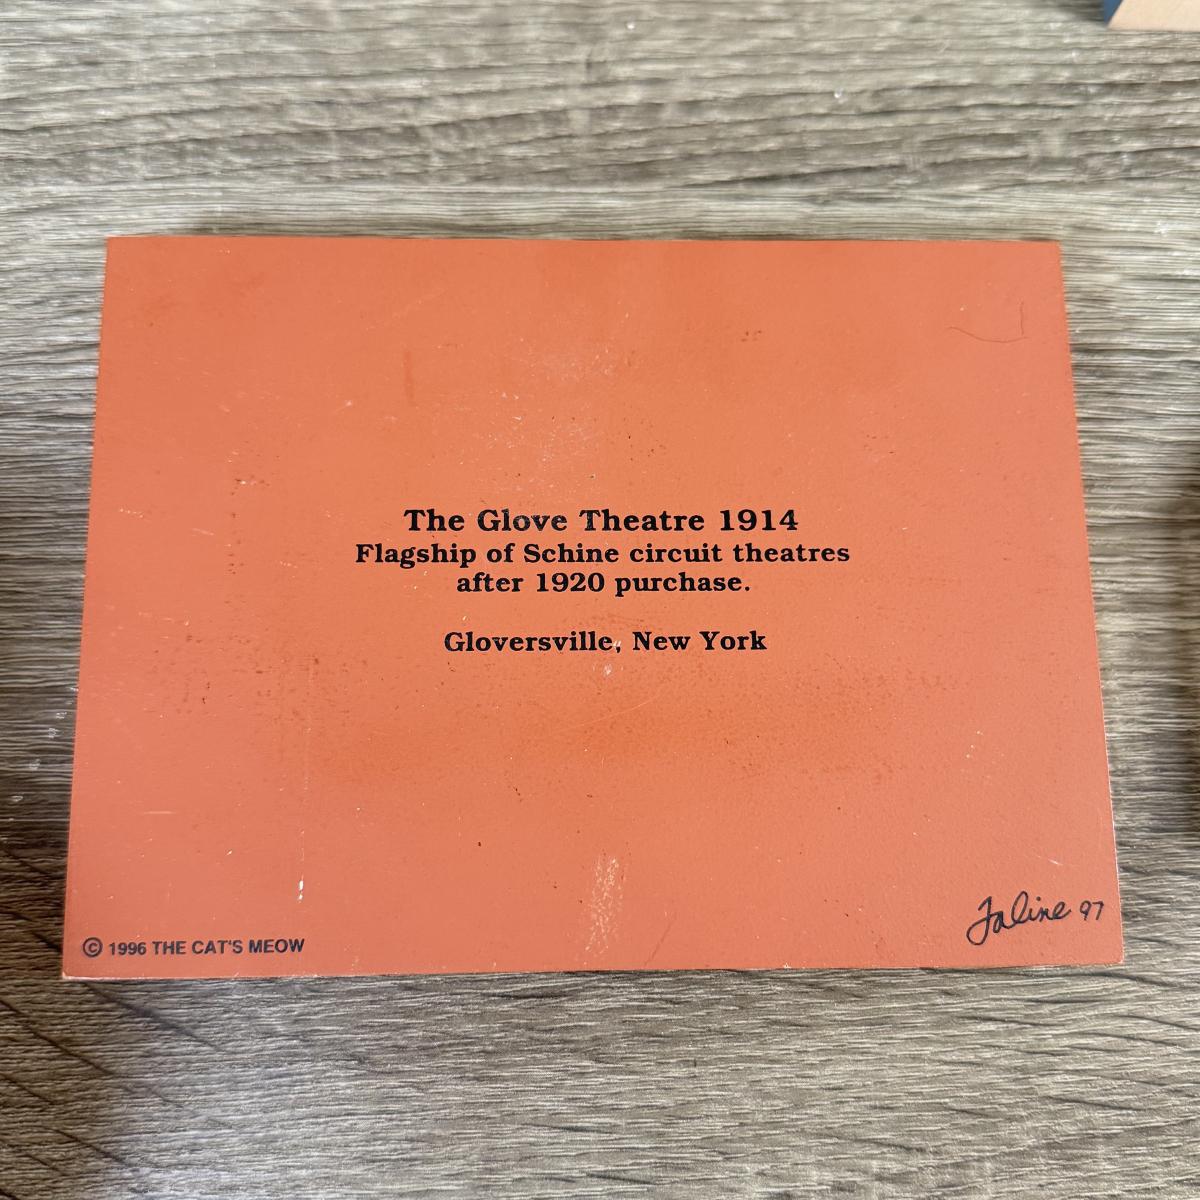 The Glove Theatre 1914
Flagship of Schine circuit theatres
after 1920 purchase.
Gloversville, New York
© 1996 THE CAT'S MEOW
Faline 97